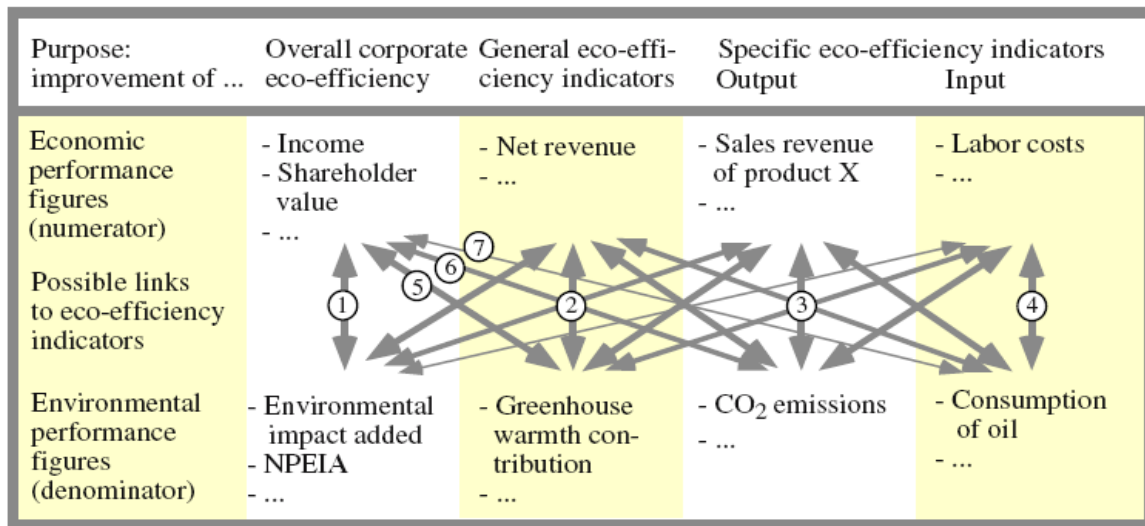 Purpose:
improvement of ...
Overall corporate
eco-efficiency
General eco-effi-
ciency indicators
Specific eco-efficiency indicators
Output
Input
Economic
performance
figures
(numerator)
- Income
- Shareholder
value
- ...
- Net revenue
- ...
- Sales revenue
of product X
- ...
- Labor costs
- ...
Possible links
to eco-efficiency
indicators
7
6
5
1
2
3
4
Environmental
performance
figures
(denominator)
- Environmental
impact added
- NPEIA
- ...
- Greenhouse
warmth con-
tribution
- ...
- CO2 emissions
- ...
- Consumption
of oil
- ...